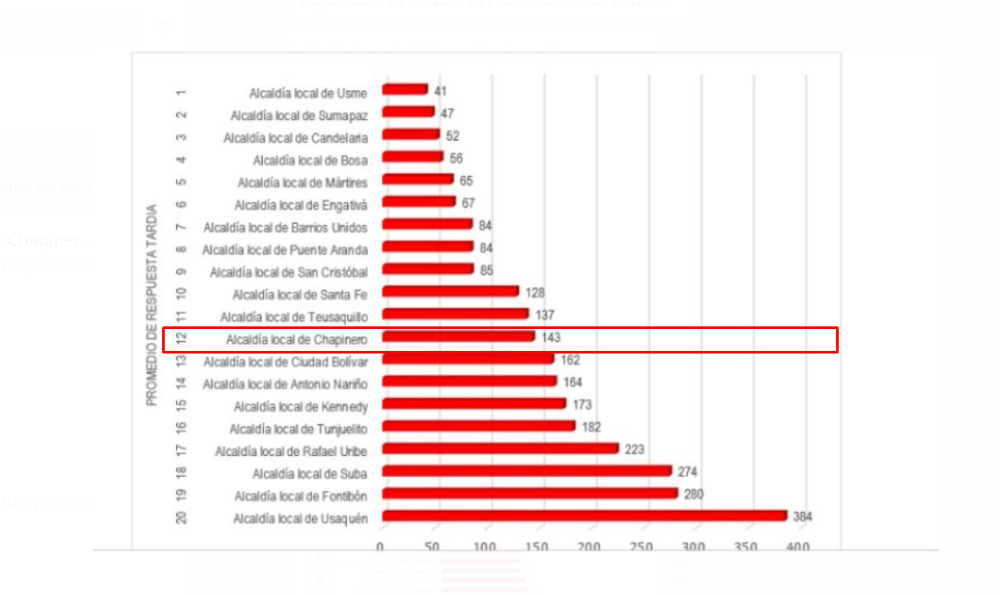 PROMEDIO DE RESPUESTA TARDIA
1 Alcaldía local de Usme 41
2 Alcaldía local de Sumapaz 47
3 Alcaldía local de Candelaria 52
4 Alcaldía local de Bosa 56
5 Alcaldía local de Mártires 65
6 Alcaldía local de Engativá 67
7 Alcaldía local de Barrios Unidos 84
8 Alcaldía local de Puente Aranda 84
9 Alcaldía local de San Cristóbal 85
10 Alcaldía local de Santa Fe 128
11 Alcaldía local de Teusaquillo 137
12 Alcaldía local de Chapinero 143
13 Alcaldía local de Ciudad Bolívar 162
14 Alcaldía local de Antonio Nariño 164
15 Alcaldía local de Kennedy 173
16 Alcaldía local de Tunjuelito 182
17 Alcaldía local de Rafael Uribe 223
18 Alcaldía local de Suba 274
19 Alcaldía local de Fontibón 280
20 Alcaldía local de Usaquén 384
0 50 100 150 200 250 300 350 400